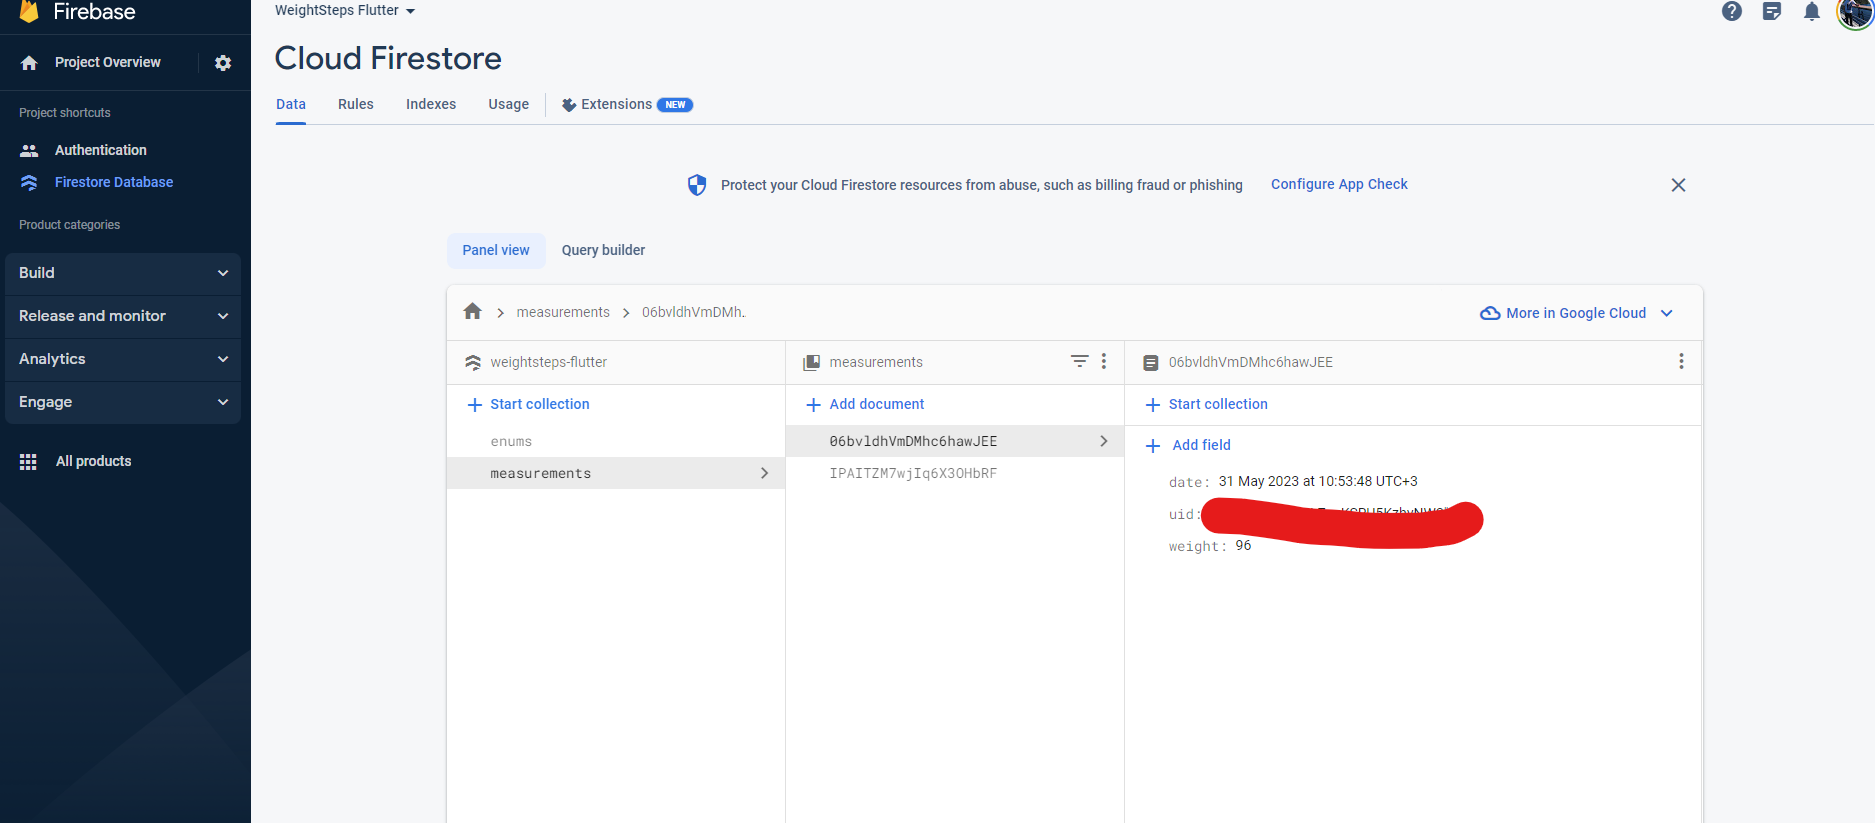 Firebase
WeightSteps Flutter
Project Overview
Cloud Firestore
Data Rules Indexes Usage Extensions NEW
Project shortcuts
Authentication
Firestore Database
Product categories
Build
Release and monitor
Analytics
Engage
All products
Protect your Cloud Firestore resources from abuse, such as billing fraud or phishing Configure App Check
Panel view Query builder
measurements 06bvldhVmDMh..
More in Google Cloud
weightsteps-flutter
Start collection
enums
measurements
measurements
Add document
06bvldhVmDMhc6hawJEE
IPAITZM7wjIq6X3OHbRF
06bvldhVmDMhc6hawJEE
Start collection
Add field
date: 31 May 2023 at 10:53:48 UTC+3
uid:
weight: 96